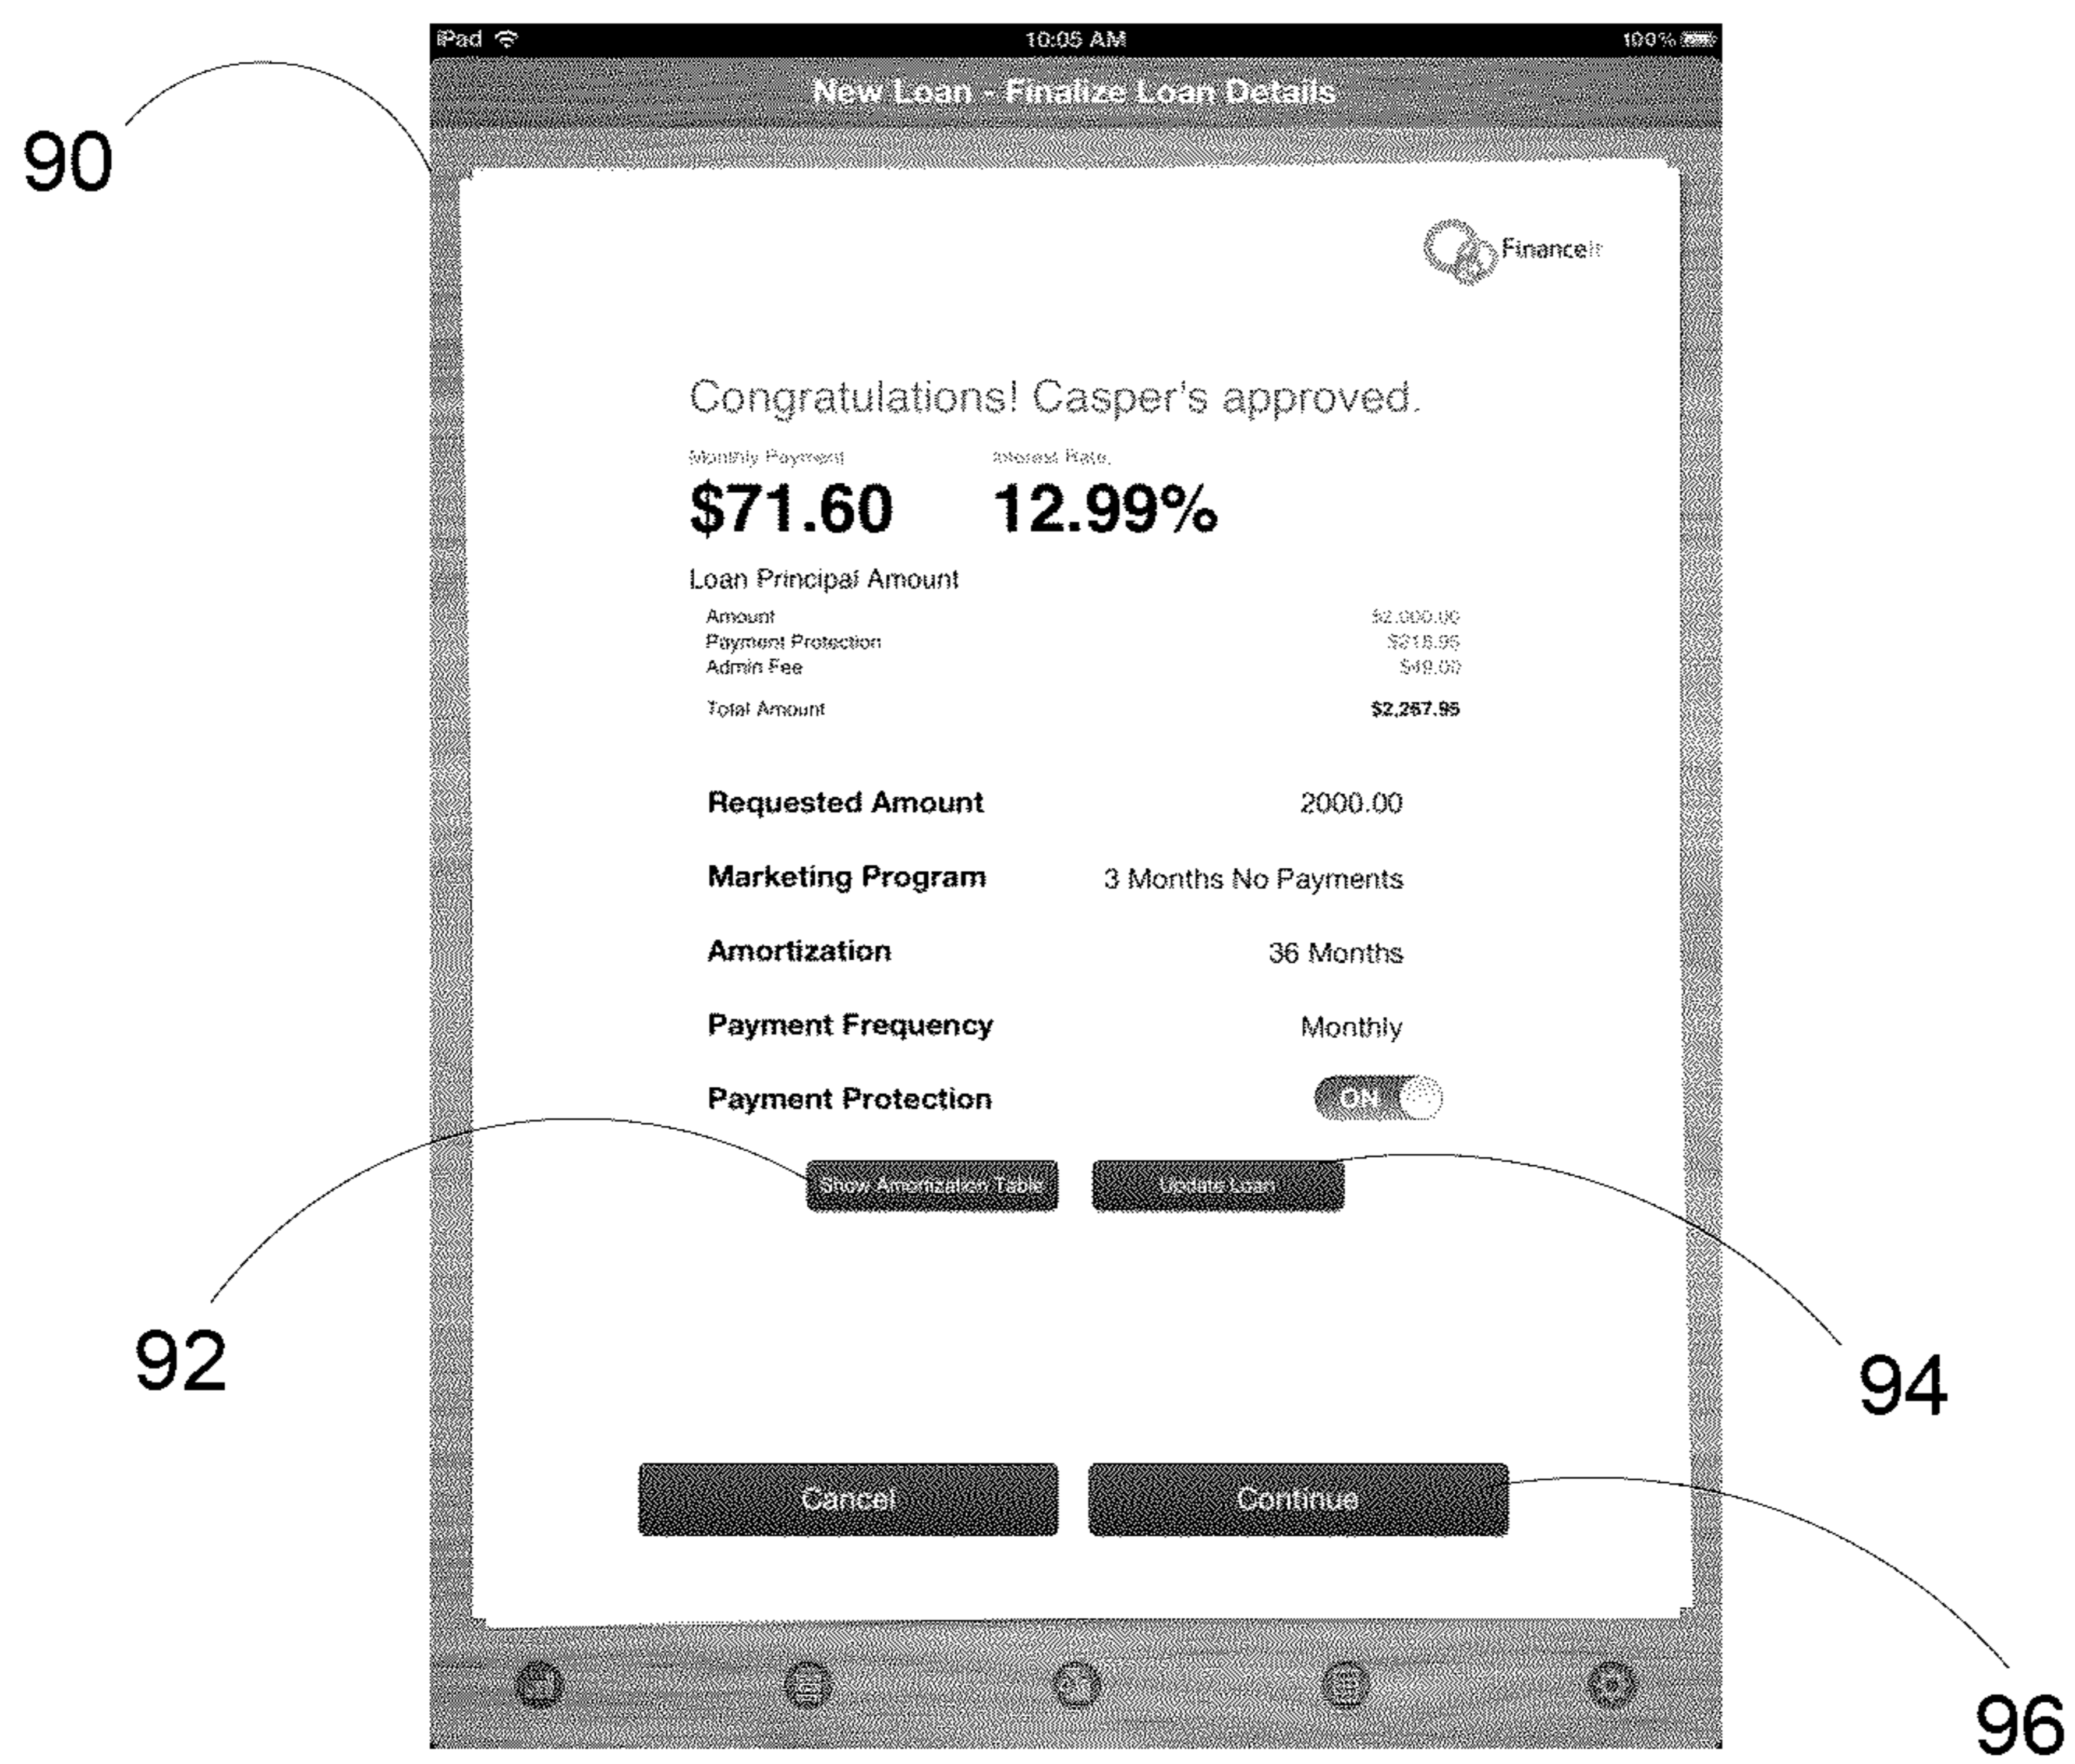 iPad 10:05 AM 100%
New Loan - Finalize Loan Details
90
FinanceIt
Congratulations! Casper's approved.
Monthly Payment Interest Rate
$71.60 12.99%
Loan Principal Amount
Amount $2,000.00
Payment Protection $218.95
Admin Fee $49.00
Total Amount $2,267.95
Requested Amount 2000.00
Marketing Program 3 Months No Payments
Amortization 36 Months
Payment Frequency Monthly
Payment Protection ON
Show Amortization Table Update Loan
92
94
Cancel Continue
96